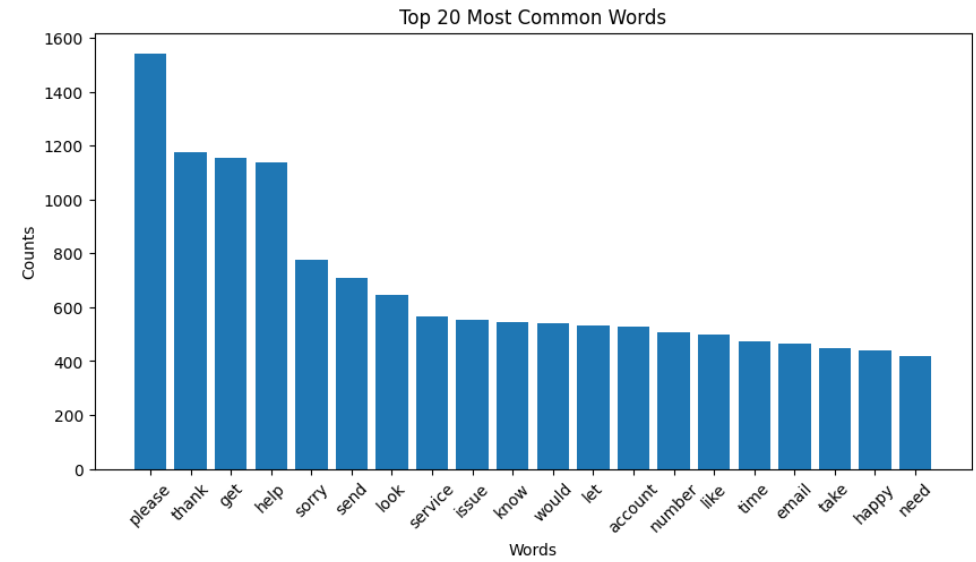 Top 20 Most Common Words
1600
1400
1200
1000
800
600
400
200
0
Counts
please thank get help sorry send look service issue know would let account number like time email take happy need
Words